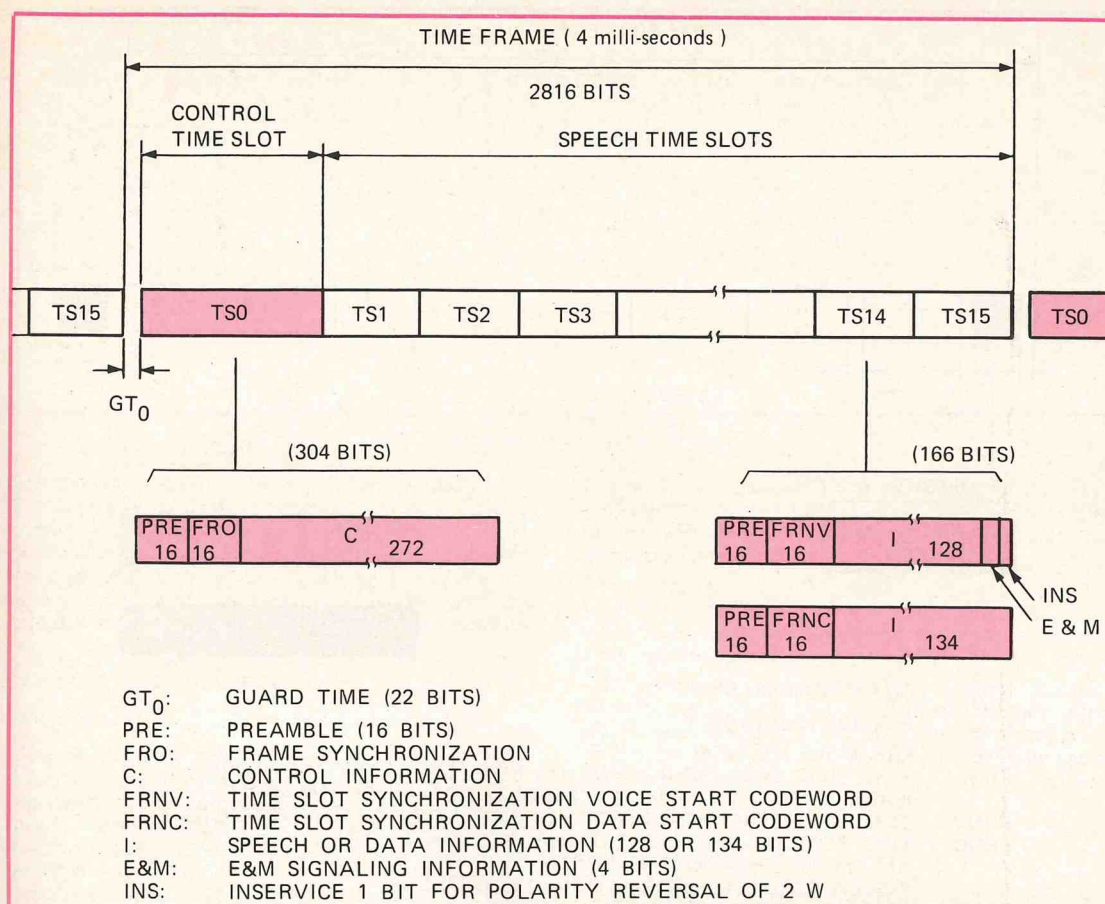 TIME FRAME ( 4 milli-seconds )
2816 BITS
CONTROL
TIME SLOT
SPEECH TIME SLOTS
TS15 TS0 TS1 TS2 TS3 TS14 TS15 TS0
GT0
(304 BITS) (166 BITS)
PRE FRO C PRE FRNV I
16 16 272 16 16 128
INS
E & M
PRE FRNC I
16 16 134
GT0: GUARD TIME (22 BITS)
PRE: PREAMBLE (16 BITS)
FRO: FRAME SYNCHRONIZATION
C: CONTROL INFORMATION
FRNV: TIME SLOT SYNCHRONIZATION VOICE START CODEWORD
FRNC: TIME SLOT SYNCHRONIZATION DATA START CODEWORD
I: SPEECH OR DATA INFORMATION (128 OR 134 BITS)
E&M: E&M SIGNALING INFORMATION (4 BITS)
INS: INSERVICE 1 BIT FOR POLARITY REVERSAL OF 2 W